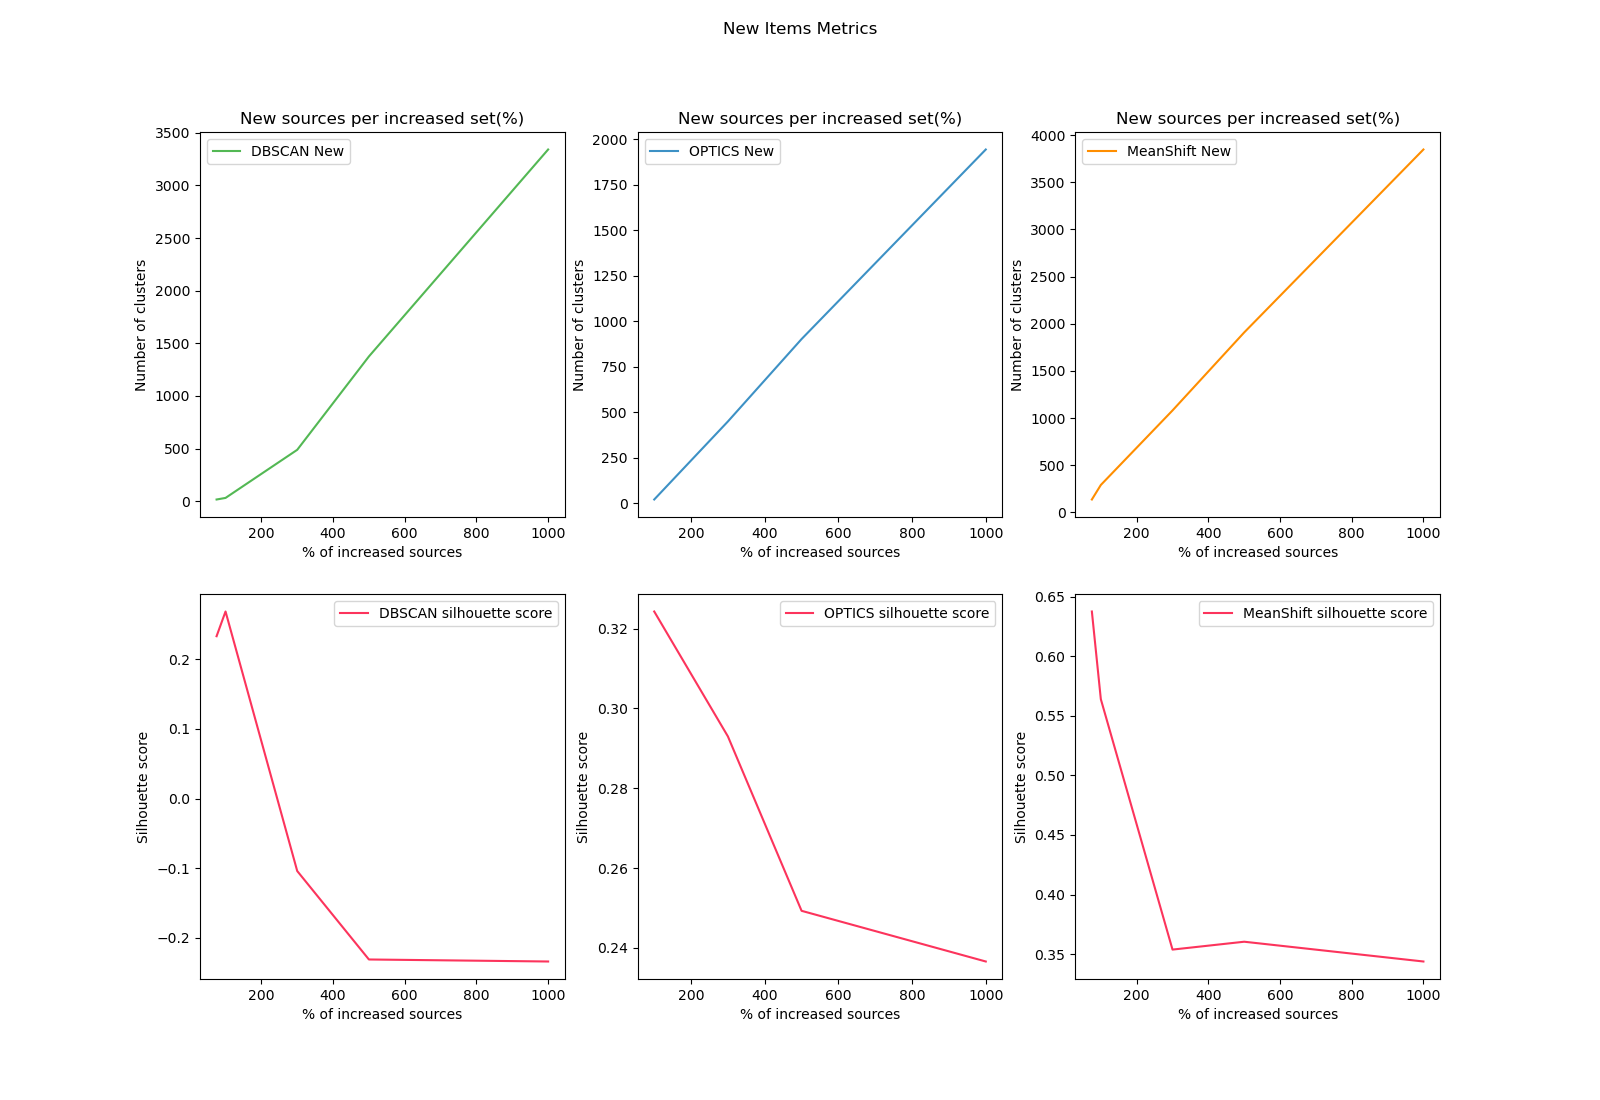 New Items Metrics
New sources per increased set(%)
DBSCAN New
3500
3000
2500
2000
1500
1000
500
0
Number of clusters
200 400 600 800 1000
% of increased sources
New sources per increased set(%)
OPTICS New
2000
1750
1500
1250
1000
750
500
250
0
Number of clusters
200 400 600 800 1000
% of increased sources
New sources per increased set(%)
MeanShift New
4000
3500
3000
2500
2000
1500
1000
500
0
Number of clusters
200 400 600 800 1000
% of increased sources
DBSCAN silhouette score
0.2
0.1
0.0
−0.1
−0.2
Silhouette score
200 400 600 800 1000
% of increased sources
OPTICS silhouette score
0.32
0.30
0.28
0.26
0.24
Silhouette score
200 400 600 800 1000
% of increased sources
MeanShift silhouette score
0.65
0.60
0.55
0.50
0.45
0.40
0.35
Silhouette score
200 400 600 800 1000
% of increased sources